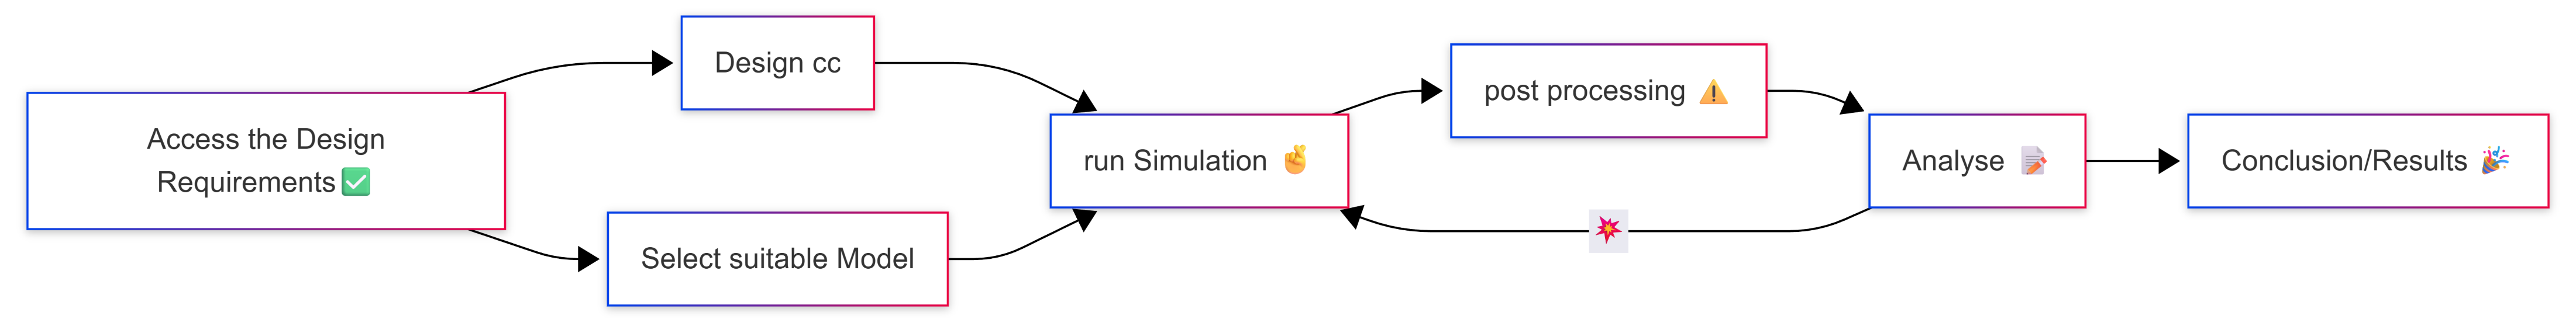 Access the Design
Requirements ✅
Design cc
Select suitable Model
run Simulation 🤞
post processing ⚠️
💥
Analyse 📝
Conclusion/Results 🎉